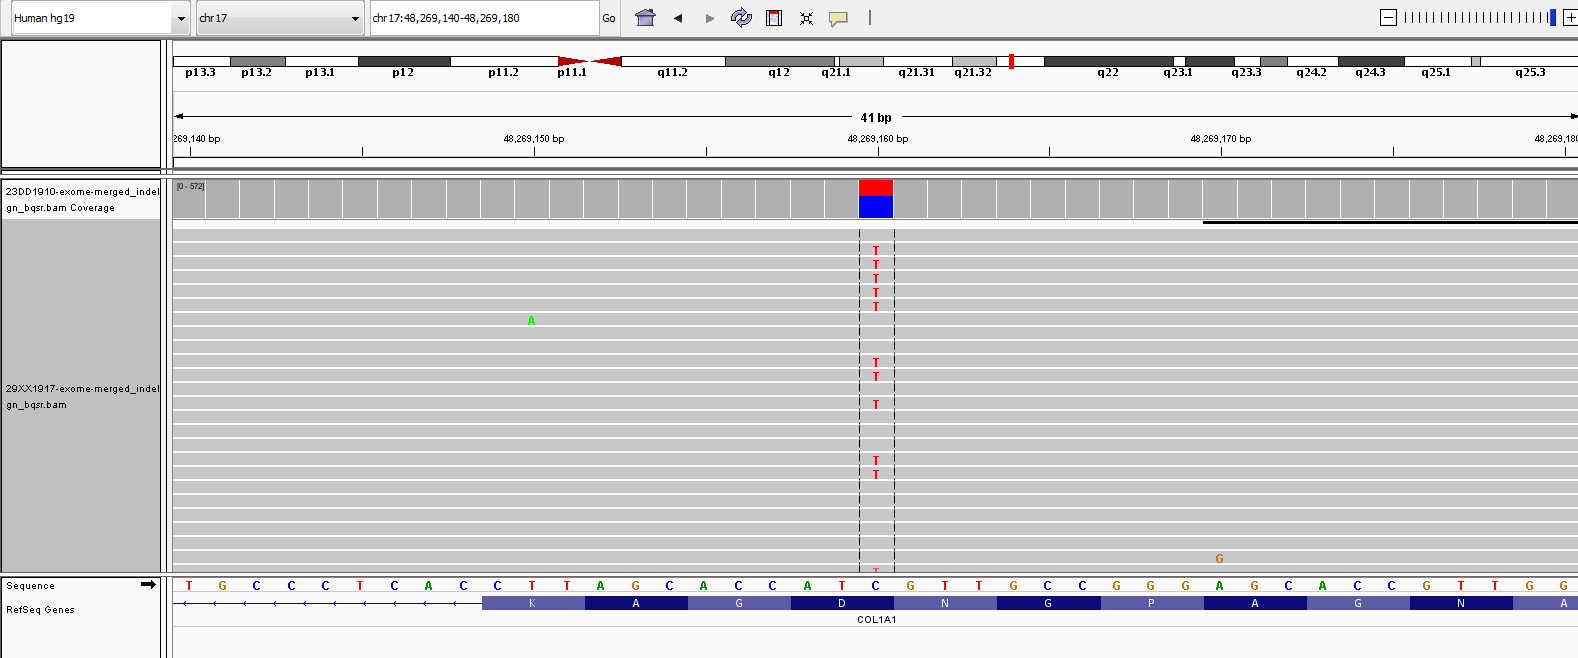 Human hg19 chr17 chr17:48,269,140-48,269,180 Go
p13.3 p13.2 p13.1 p12 p11.2 p11.1 q11.2 q12 q21.1 q21.31 q21.32 q22 q23.1 q23.3 q24.2 q24.3 q25.1 q25.3
41 bp
269,140 bp 48,269,150 bp 48,269,160 bp 48,269,170 bp 48,269,180
23DD1910-exome-merged_indel
gn_bqsr.bam Coverage
[0 - 572]
T
T
T
T
T
A
T
T
29XX1917-exome-merged_indel
gn_bqsr.bam
T
T
T
G
T
Sequence T G C C C T C A C C T T A G C A C C A T C G T T G C C G G G A G C A C C G T T G G
RefSeq Genes K A G D N G P A G N A
COL1A1